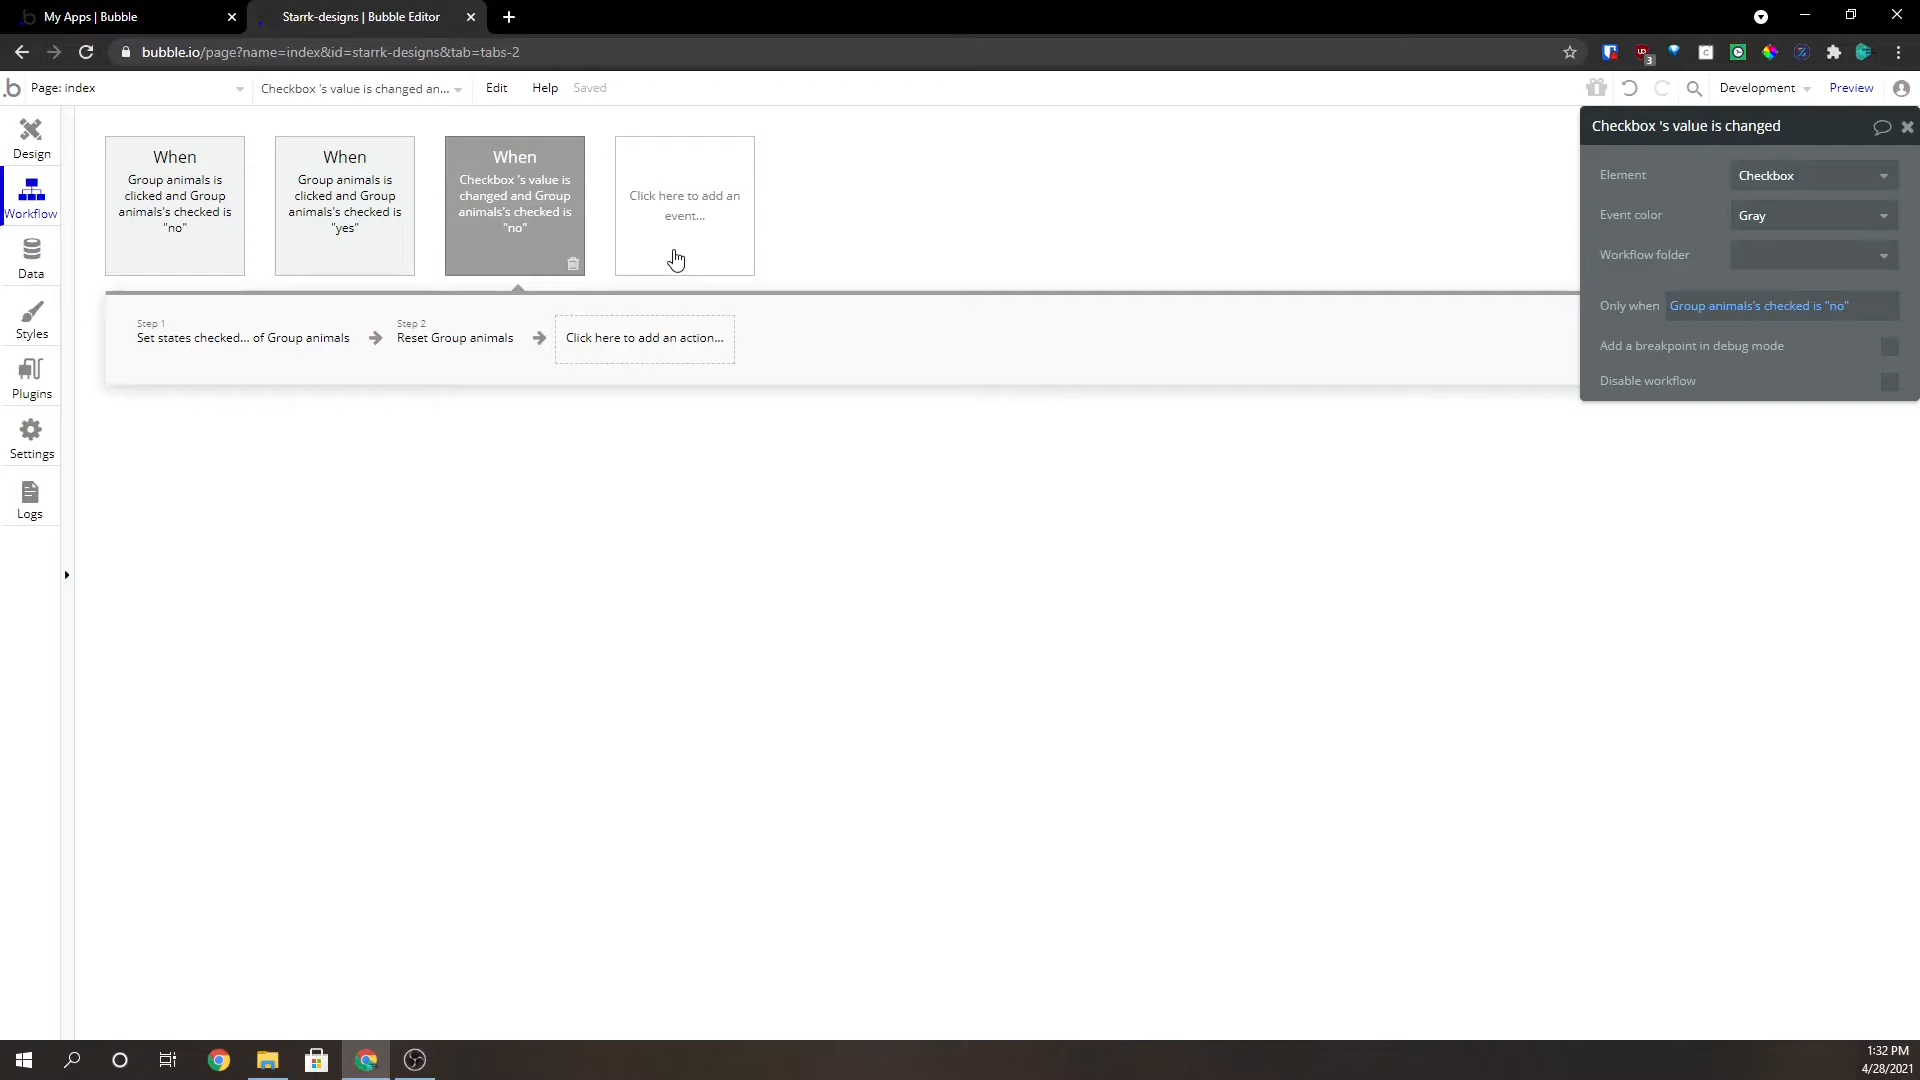 My Apps | Bubble
Starrk-designs | Bubble Editor
bubble.io/page?name=index&id=starrk-designs&tab=tabs-2
3
.b
Page: index
Checkbox 's value is changed an...
Edit
Help
Saved
Development
Preview
Design
Workflow
Data
Styles
Plugins
Settings
Logs
When
Group animals is
clicked and Group
animals's checked is
"no"
When
Group animals is
clicked and Group
animals's checked is
"yes"
When
Checkbox 's value is
changed and Group
animals's checked is
"no"
Click here to add an
event...
Step 1
Set states checked... of Group animals
Step 2
Reset Group animals
Click here to add an action...
Checkbox 's value is changed
Element
Checkbox
Event color
Gray
Workflow folder
Only when
Group animals's checked is "no"
Add a breakpoint in debug mode
Disable workflow
1:32 PM
4/28/2021